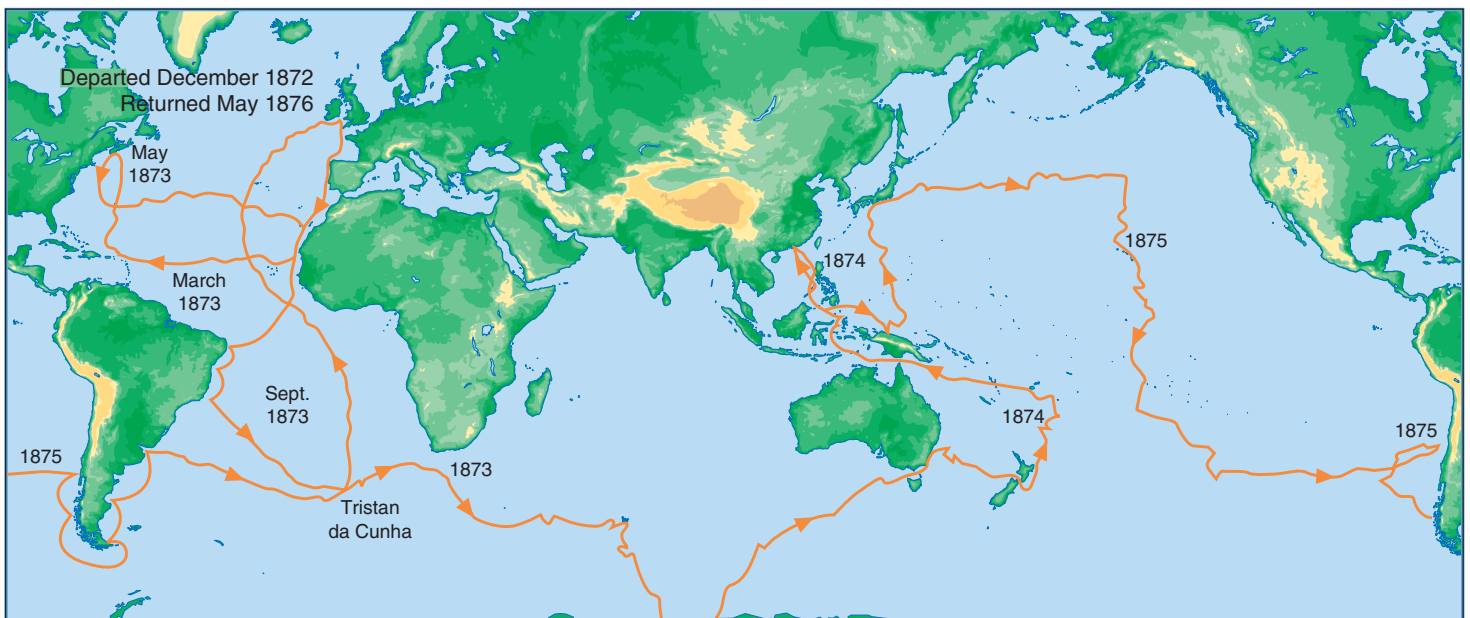 Departed December 1872
Returned May 1876
May
1873
March
1873
Sept.
1873
1875
Tristan
da Cunha
1873
1874
1874
1875
1875